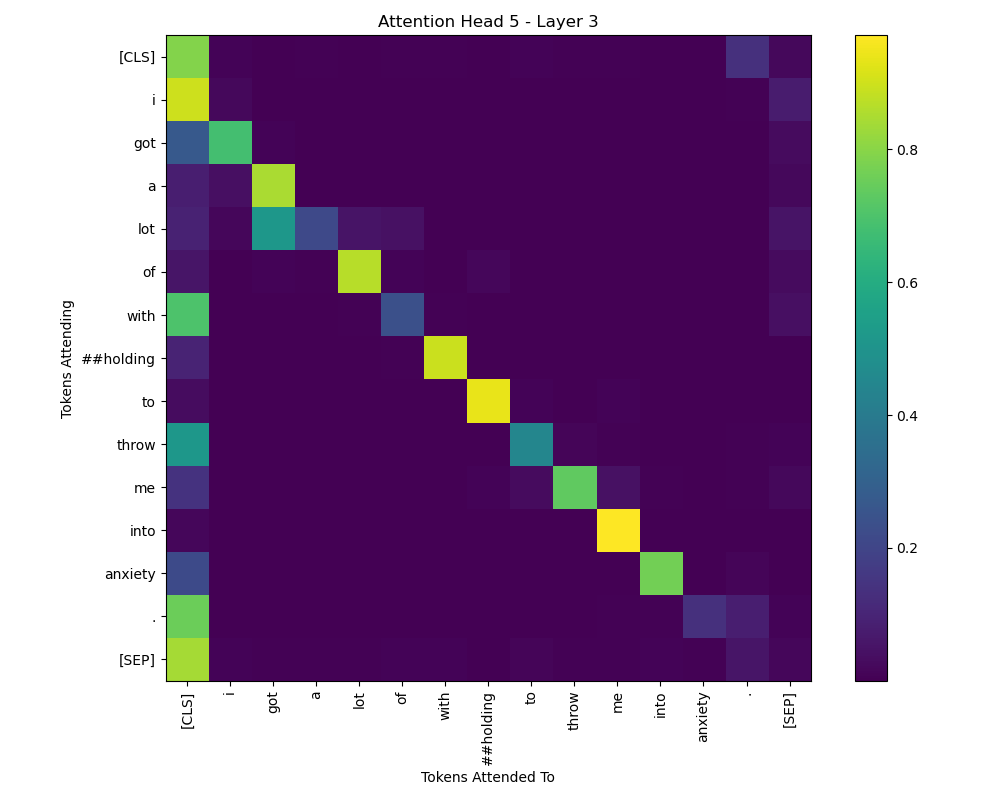 Attention Head 5 - Layer 3
[CLS]
i
got
a
lot
of
with
##holding
to
throw
me
into
anxiety
.
[SEP]
Tokens Attending
[CLS]
i
got
a
lot
of
with
##holding
to
throw
me
into
anxiety
.
[SEP]
Tokens Attended To
0.8
0.6
0.4
0.2